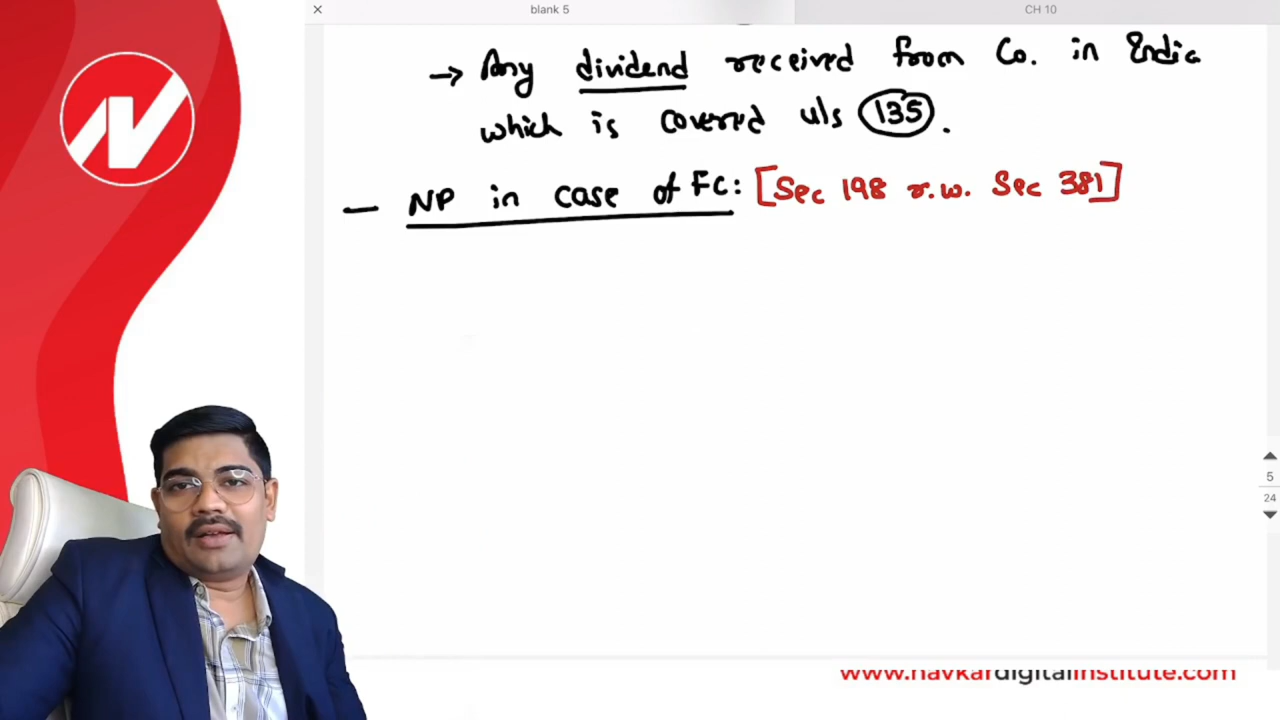 blank 5
CH 10
→ Any dividend received from Co. in India
which is covered u/s 135.
— NP in case of FC: [Sec 198 r.w. Sec 381]
5
24
www.navkardigitalinstitute.com